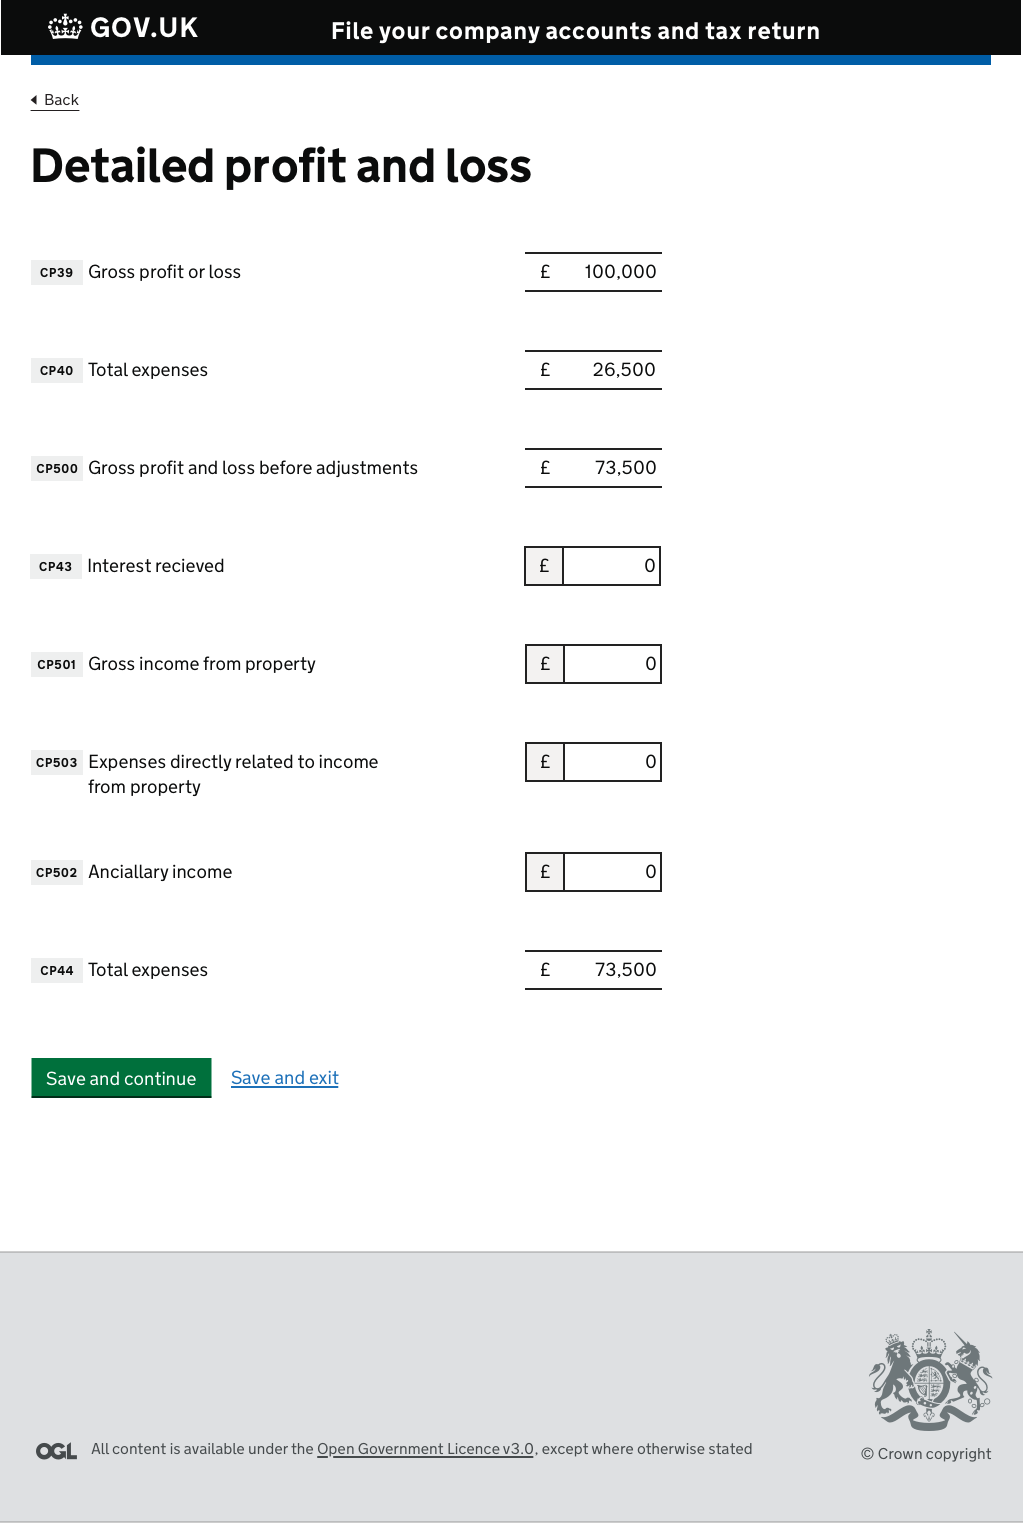 GOV.UK File your company accounts and tax return
Back
Detailed profit and loss
CP39 Gross profit or loss £ 100,000
CP40 Total expenses £ 26,500
CP500 Gross profit and loss before adjustments £ 73,500
CP43 Interest recieved £ 0
CP501 Gross income from property £ 0
CP503 Expenses directly related to income £ 0
from property
CP502 Anciallary income £ 0
CP44 Total expenses £ 73,500
Save and continue Save and exit
OGL All content is available under the Open Government Licence v3.0, except where otherwise stated
© Crown copyright